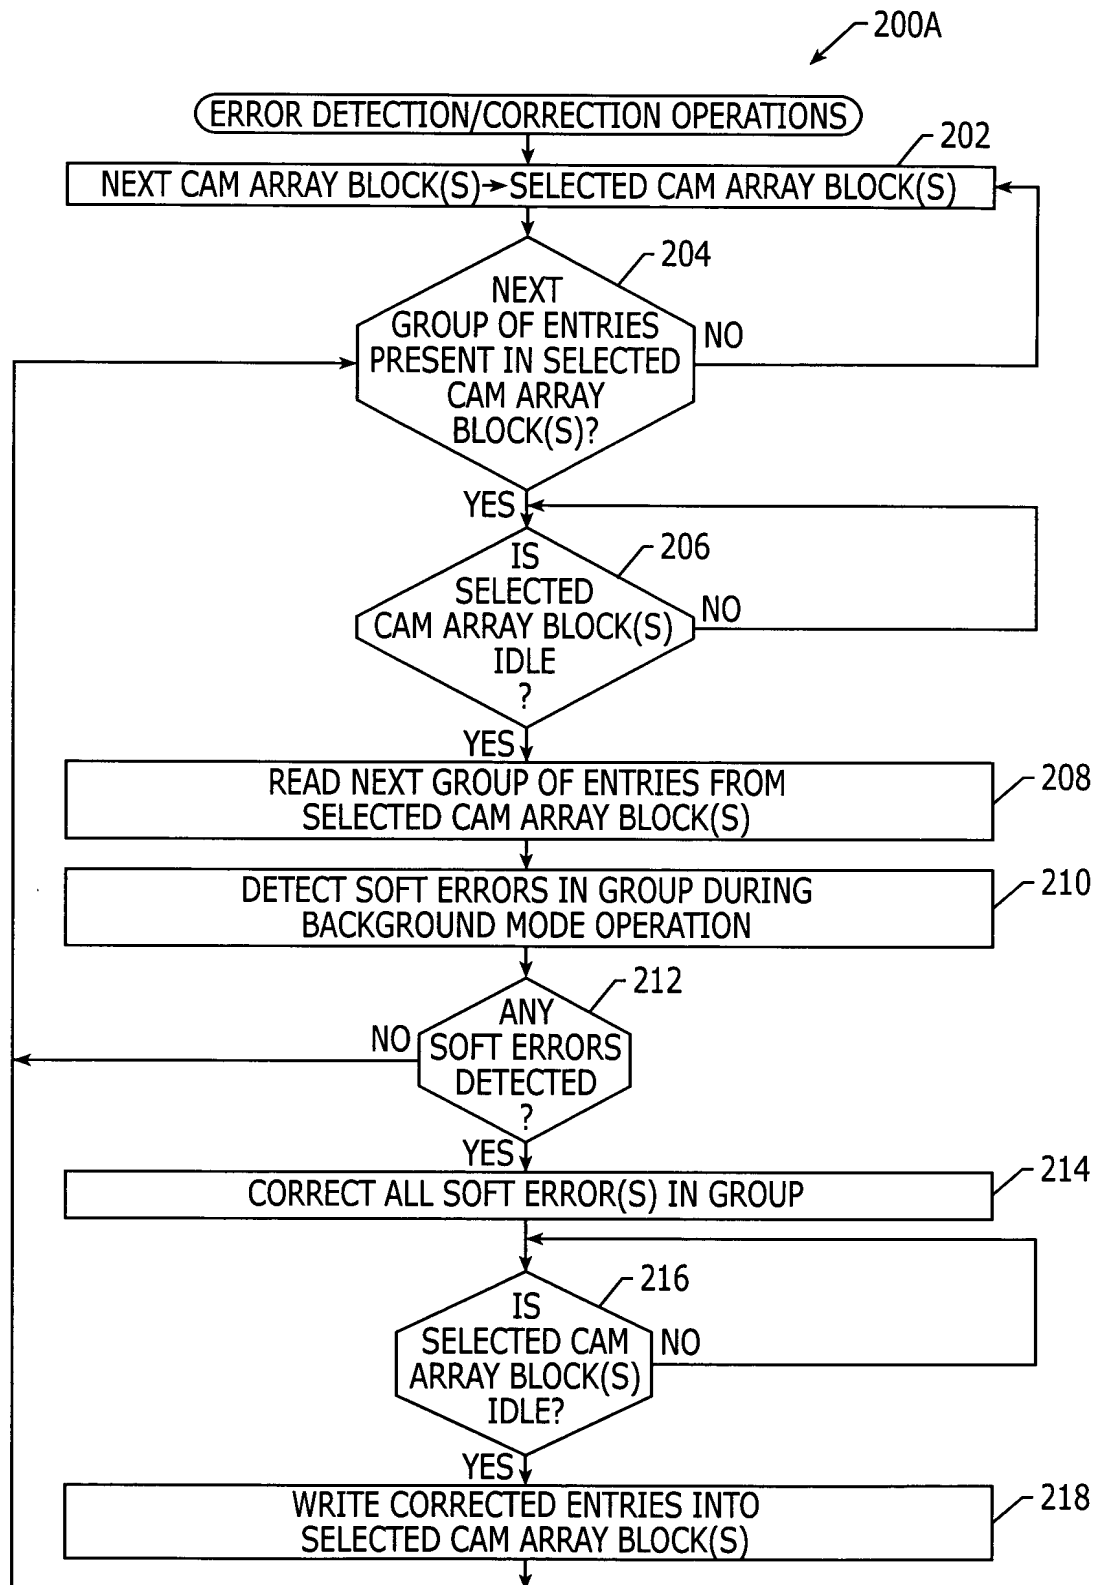 200A
ERROR DETECTION/CORRECTION OPERATIONS
202
NEXT CAM ARRAY BLOCK(S)→SELECTED CAM ARRAY BLOCK(S)
204
NEXT
GROUP OF ENTRIES
PRESENT IN SELECTED
CAM ARRAY
BLOCK(S)?
NO
YES
206
IS
SELECTED
CAM ARRAY BLOCK(S)
IDLE
?
NO
YES
208
READ NEXT GROUP OF ENTRIES FROM
SELECTED CAM ARRAY BLOCK(S)
210
DETECT SOFT ERRORS IN GROUP DURING
BACKGROUND MODE OPERATION
212
ANY
SOFT ERRORS
DETECTED
?
NO
YES
214
CORRECT ALL SOFT ERROR(S) IN GROUP
216
IS
SELECTED CAM
ARRAY BLOCK(S)
IDLE?
NO
YES
218
WRITE CORRECTED ENTRIES INTO
SELECTED CAM ARRAY BLOCK(S)